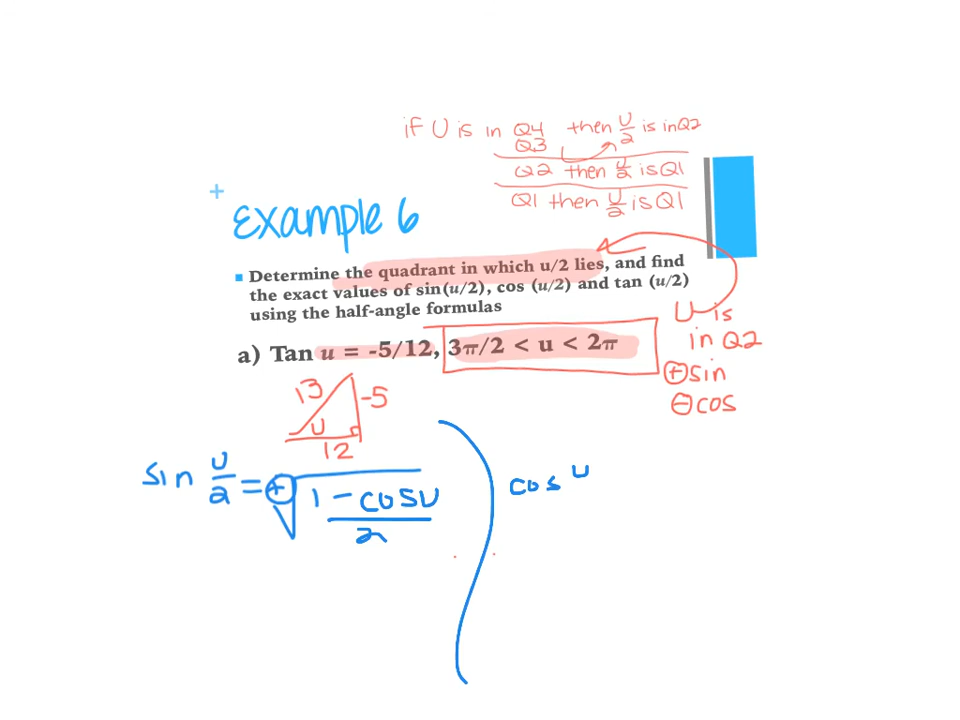 if U is in Q4 then U/2 is in Q2
Q3
Q2 then U/2 is Q1
Q1 then U/2 is Q1
+
Example 6
▪ Determine the quadrant in which u/2 lies, and find
the exact values of sin(u/2), cos (u/2) and tan (u/2)
using the half-angle formulas
U is
in Q2
⊕sin
⊖cos
a) Tan u = -5/12, 3π/2 < u < 2π
13
-5
U
12
sin U/2 = ⊕√(1 - cosU)/2
cos u